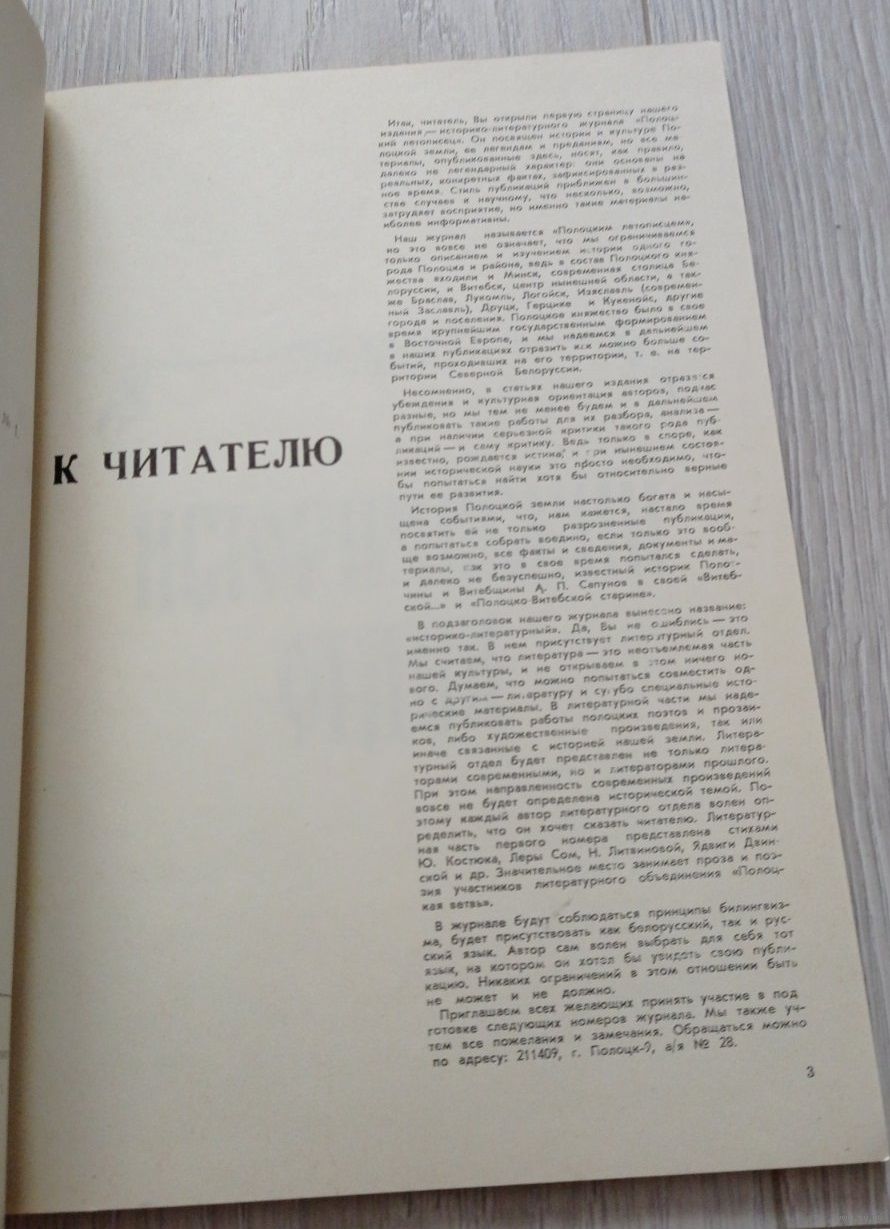 К ЧИТАТЕЛЮ
Итак, читатель, Вы открыли первую страницу нашего
издания — историко-литературного журнала «Полоц-
кий летописец». Он посвящен истории и культуре По-
лоцкой земли, ее легендам и преданиям, но все ма-
териалы, опубликованные здесь, носят, как правило,
далеко не легендарный характер: они основаны на
реальных, конкретных фактах, зафиксированных в раз-
ное время. Стиль публикаций приближен в большин-
стве случаев к научному, что несколько, возможно,
затрудняет восприятие, но именно такие материалы на-
иболее информативны.
Наш журнал называется «Полоцким летописцем»,
но это вовсе не означает, что мы ограничиваемся
только описанием и изучением истории одного го-
рода Полоцка и района, ведь в состав Полоцкого кня-
жества входили и Минск, современная столица Бе-
лоруссии, и Витебск, центр нынешней области, а так-
же Браслав, Лукомль, Логойск, Изяславль (современ-
ный Заславль), Друцк, Герцике и Кукенойс, другие
города и поселения. Полоцкое княжество было в свое
время крупнейшим государственным формированием
в Восточной Европе, и мы надеемся в дальнейшем
в наших публикациях отразить как можно больше со-
бытий, проходивших на его территории, т. е. на тер-
ритории Северной Белоруссии.
Несомненно, в статьях нашего издания отразятся
убеждения и культурная ориентация авторов, подчас
разные, но мы тем не менее будем и в дальнейшем
публиковать такие работы для их разбора, анализа —
а при наличии серьезной критики такого рода пуб-
ликаций — и саму критику. Ведь только в споре, как
известно, рождается истина, и при нынешнем состоя-
нии исторической науки это просто необходимо, что-
бы попытаться найти хотя бы относительно верные
пути ее развития.
История Полоцкой земли настолько богата и насы-
щена событиями, что, нам кажется, настало время
посвятить ей не только разрозненные публикации,
а попытаться собрать воедино, если только это вооб-
ще возможно, все факты и сведения, документы и ма-
териалы, как это в свое время попытался сделать,
и далеко не безуспешно, известный историк Полот-
чины и Витебщины А. П. Сапунов в своей «Витеб-
ской...» и «Полоцко-Витебской старине».
В подзаголовок нашего журнала вынесено название:
«историко-литературный». Да, Вы не ошиблись — это
именно так. В нем присутствует литературный отдел.
Мы считаем, что литература — это неотъемлемая часть
нашей культуры, и не открываем в этом ничего но-
вого. Думаем, что можно попытаться совместить од-
но с другим — литературу и сугубо специальные исто-
рические материалы. В литературной части мы наде-
емся публиковать работы полоцких поэтов и прозаи-
ков, либо художественные произведения, так или
иначе связанные с историей нашей земли. Литера-
турный отдел будет представлен не только литера-
торами современными, но и литераторами прошлого.
При этом направленность современных произведений
вовсе не будет определена исторической темой. По-
этому каждый автор литературного отдела волен оп-
ределить, что он хочет сказать читателю. Литератур-
ная часть первого номера представлена стихами
Ю. Костюка, Леры Сом, Н. Литвиновой, Ядвиги Двин-
ской и др. Значительное место занимает проза и поэ-
зия участников литературного объединения «Полоц-
кая ветвь».
В журнале будут соблюдаться принципы билингвиз-
ма, будет присутствовать как белорусский, так и рус-
ский язык. Автор сам волен выбрать для себя тот
язык, на котором он хотел бы увидеть свою публи-
кацию. Никаких ограничений в этом отношении быть
не может и не должно.
Приглашаем всех желающих принять участие в под
готовке следующих номеров журнала. Мы также уч-
тем все пожелания и замечания. Обращаться можно
по адресу: 211409, г. Полоцк-9, а/я № 28.
3